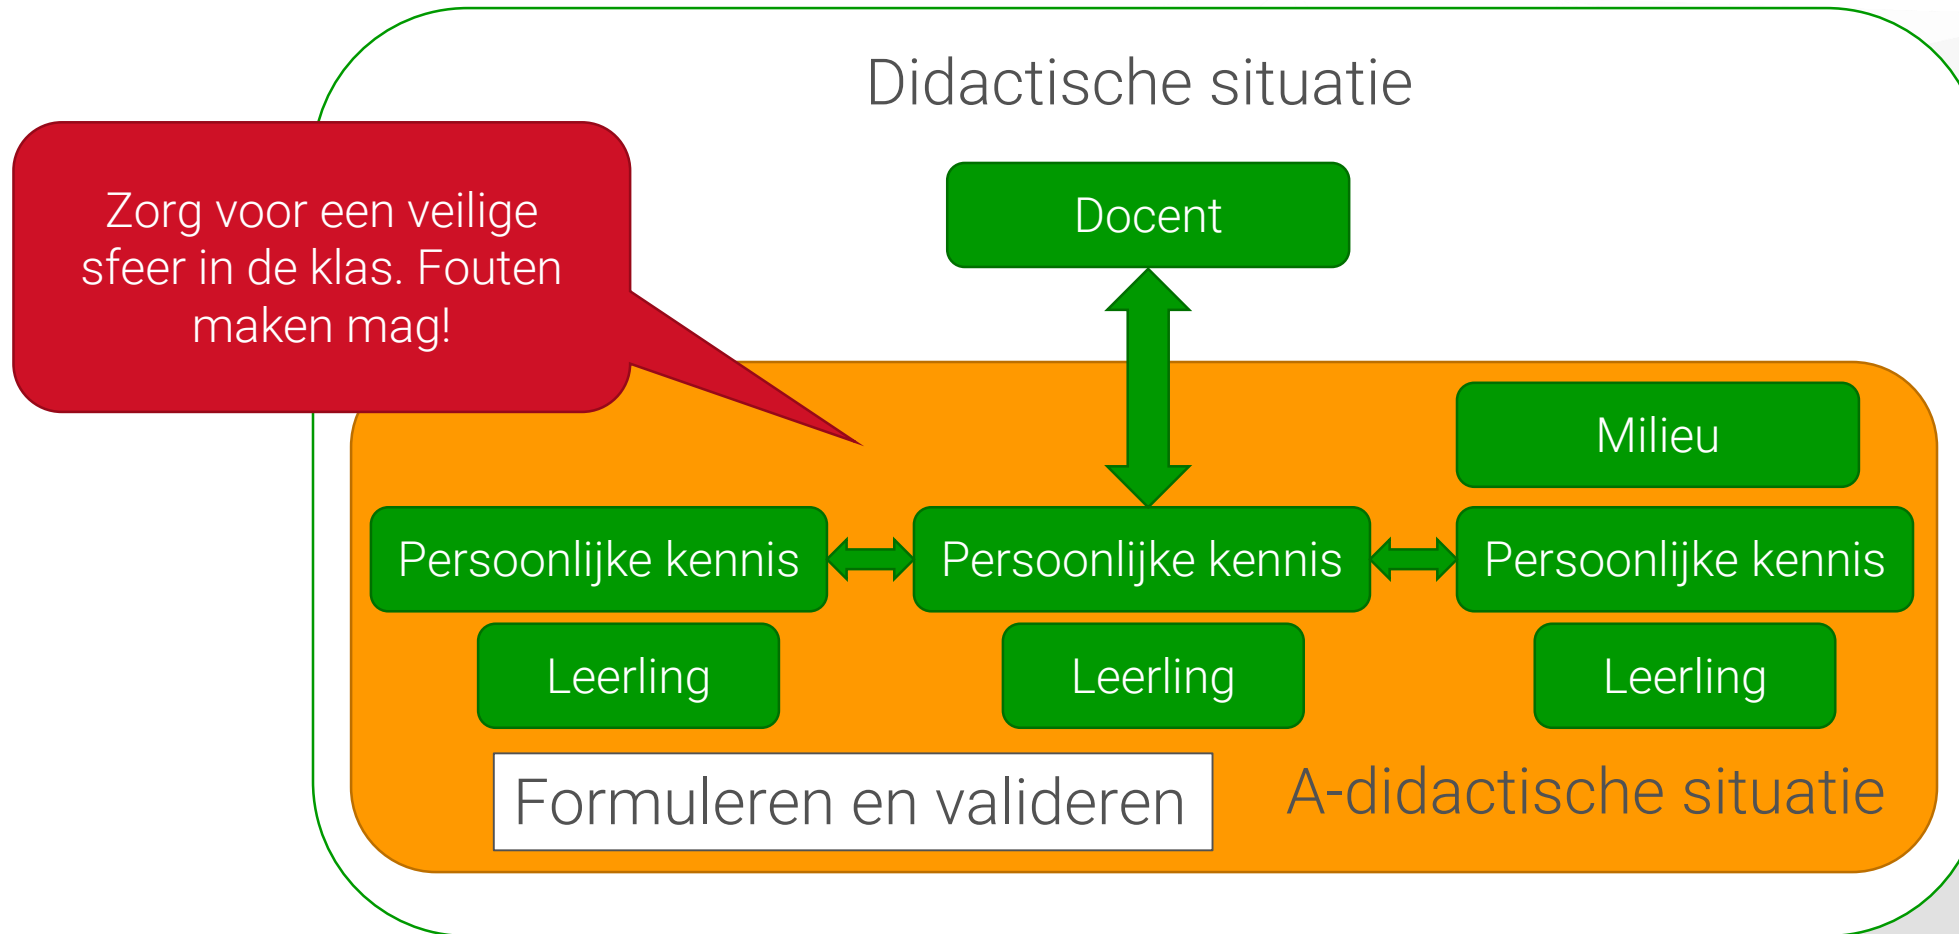 Didactische situatie
Zorg voor een veilige
sfeer in de klas. Fouten
maken mag!
Docent
Milieu
Persoonlijke kennis
Persoonlijke kennis
Persoonlijke kennis
Leerling
Leerling
Leerling
Formuleren en valideren
A-didactische situatie